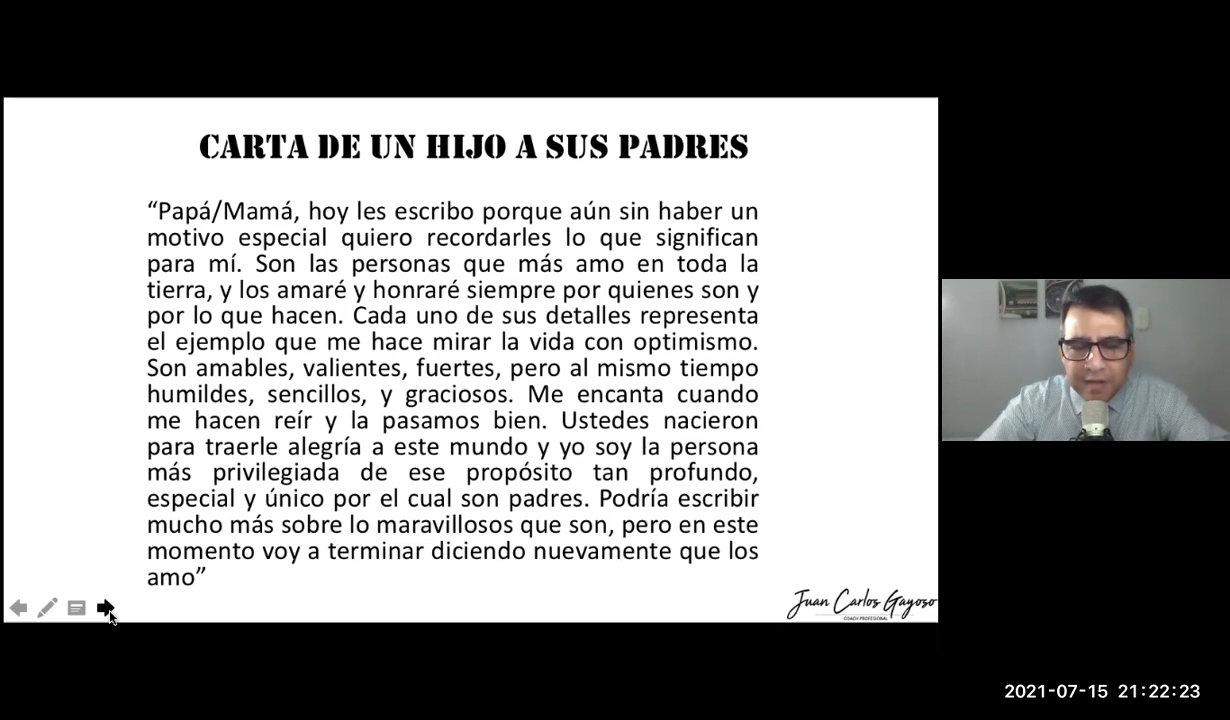 CARTA DE UN HIJO A SUS PADRES
“Papá/Mamá, hoy les escribo porque aún sin haber un
motivo especial quiero recordarles lo que significan
para mí. Son las personas que más amo en toda la
tierra, y los amaré y honraré siempre por quienes son y
por lo que hacen. Cada uno de sus detalles representa
el ejemplo que me hace mirar la vida con optimismo.
Son amables, valientes, fuertes, pero al mismo tiempo
humildes, sencillos, y graciosos. Me encanta cuando
me hacen reír y la pasamos bien. Ustedes nacieron
para traerle alegría a este mundo y yo soy la persona
más privilegiada de ese propósito tan profundo,
especial y único por el cual son padres. Podría escribir
mucho más sobre lo maravillosos que son, pero en este
momento voy a terminar diciendo nuevamente que los
amo”
Juan Carlos Gayoso
COACH PROFESIONAL
2021-07-15 21:22:23